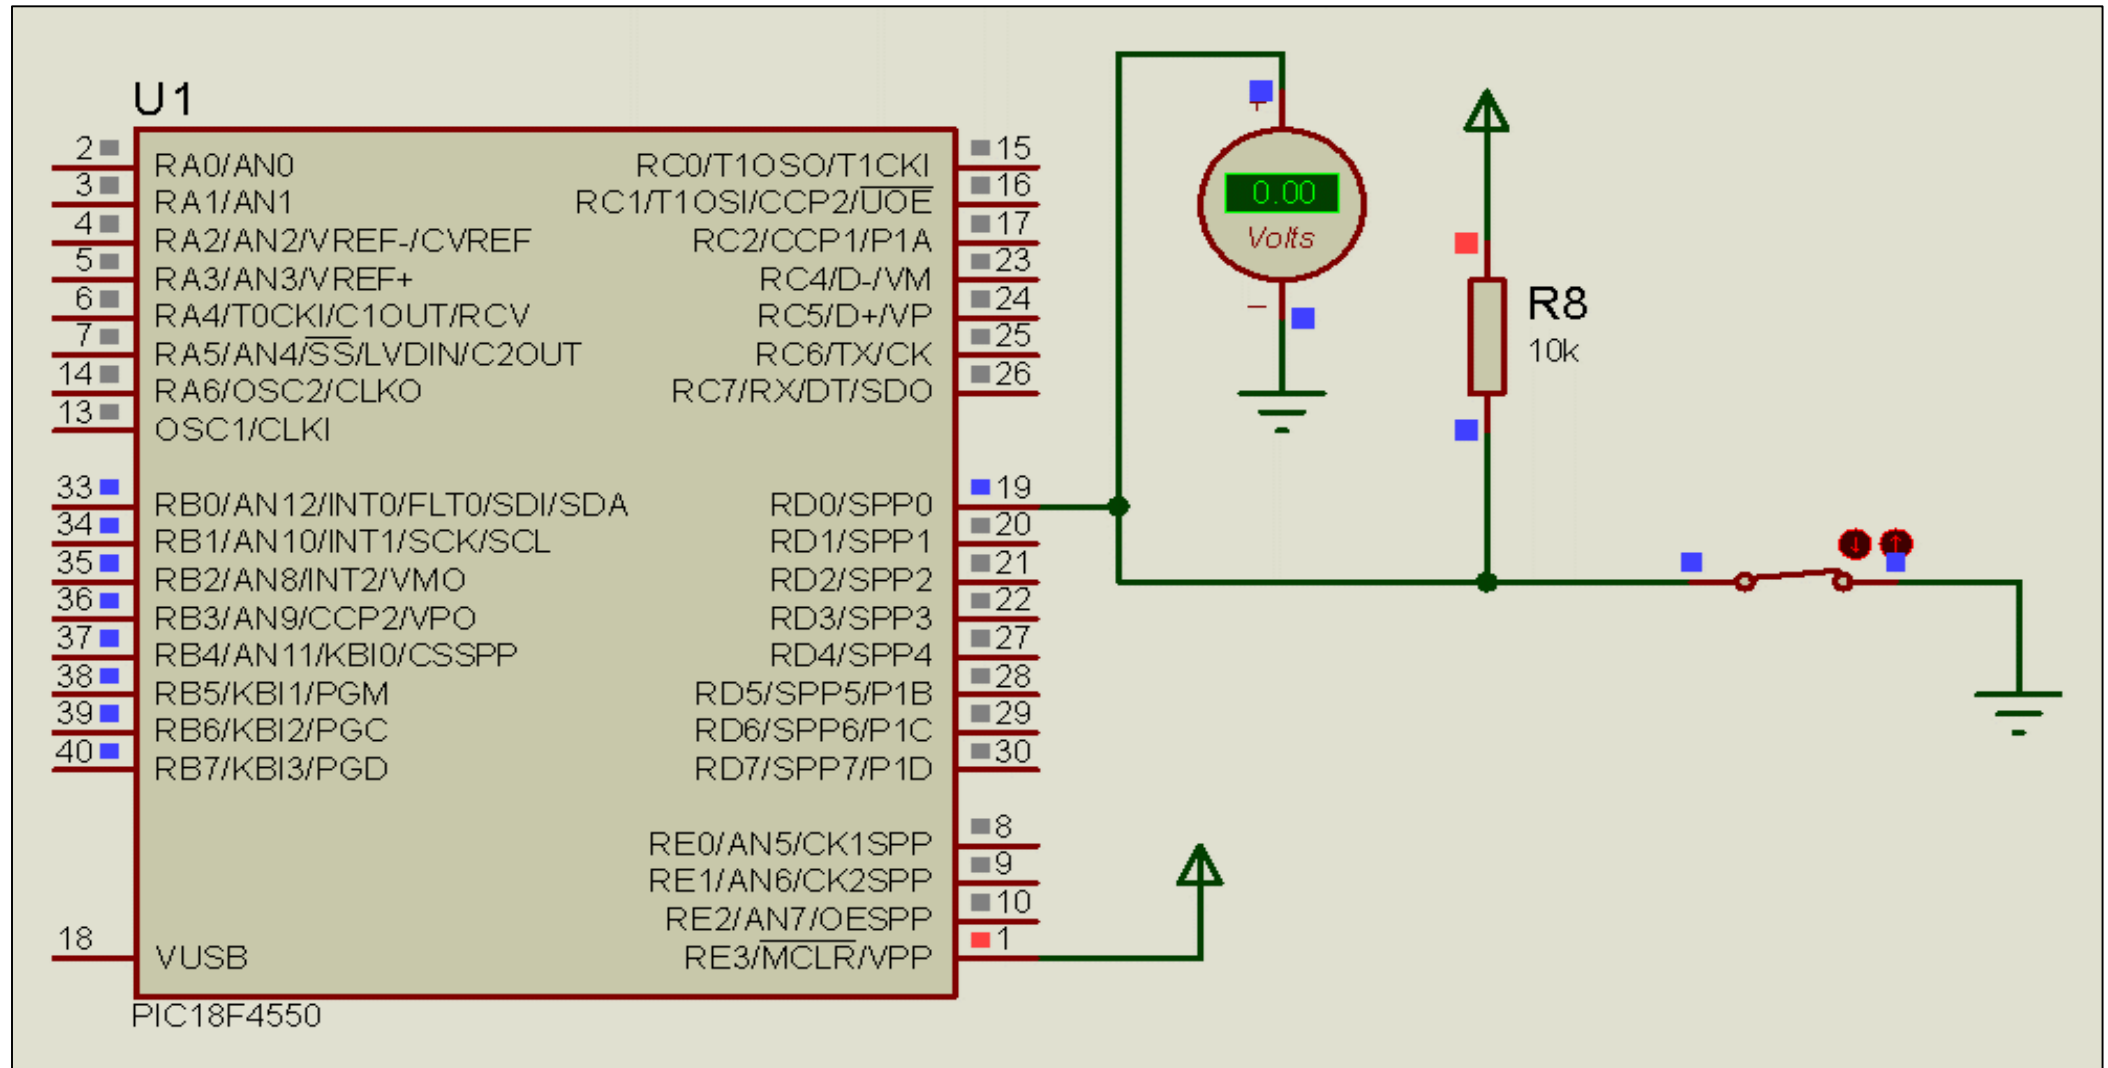 U1
2 RA0/AN0
3 RA1/AN1
4 RA2/AN2/VREF-/CVREF
5 RA3/AN3/VREF+
6 RA4/T0CKI/C1OUT/RCV
7 RA5/AN4/SS/LVDIN/C2OUT
14 RA6/OSC2/CLKO
13 OSC1/CLKI
33 RB0/AN12/INT0/FLT0/SDI/SDA
34 RB1/AN10/INT1/SCK/SCL
35 RB2/AN8/INT2/VMO
36 RB3/AN9/CCP2/VPO
37 RB4/AN11/KBI0/CSSPP
38 RB5/KBI1/PGM
39 RB6/KBI2/PGC
40 RB7/KBI3/PGD
18 VUSB
RC0/T1OSO/T1CKI 15
RC1/T1OSI/CCP2/UOE 16
RC2/CCP1/P1A 17
RC4/D-/VM 23
RC5/D+/VP 24
RC6/TX/CK 25
RC7/RX/DT/SDO 26
RD0/SPP0 19
RD1/SPP1 20
RD2/SPP2 21
RD3/SPP3 22
RD4/SPP4 27
RD5/SPP5/P1B 28
RD6/SPP6/P1C 29
RD7/SPP7/P1D 30
RE0/AN5/CK1SPP 8
RE1/AN6/CK2SPP 9
RE2/AN7/OESPP 10
RE3/MCLR/VPP 1
PIC18F4550
+
0.00
Volts
−
R8
10k